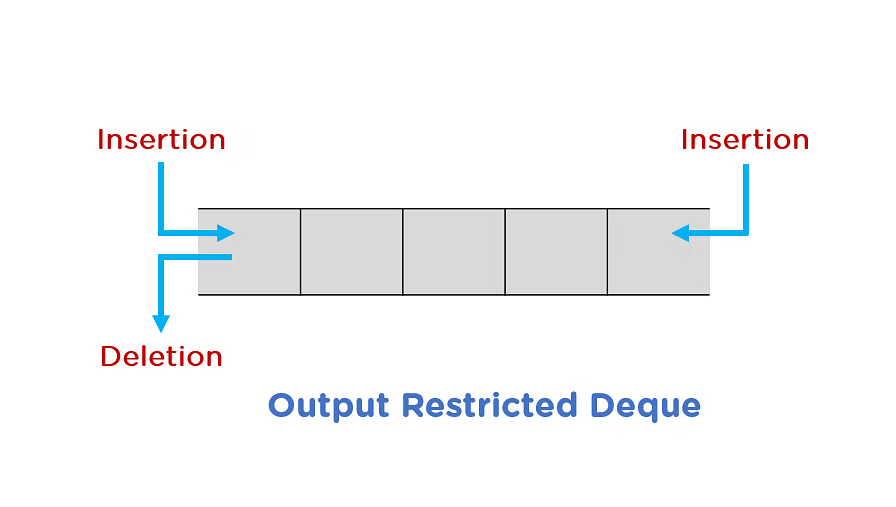 Insertion
Insertion
Deletion
Output Restricted Deque